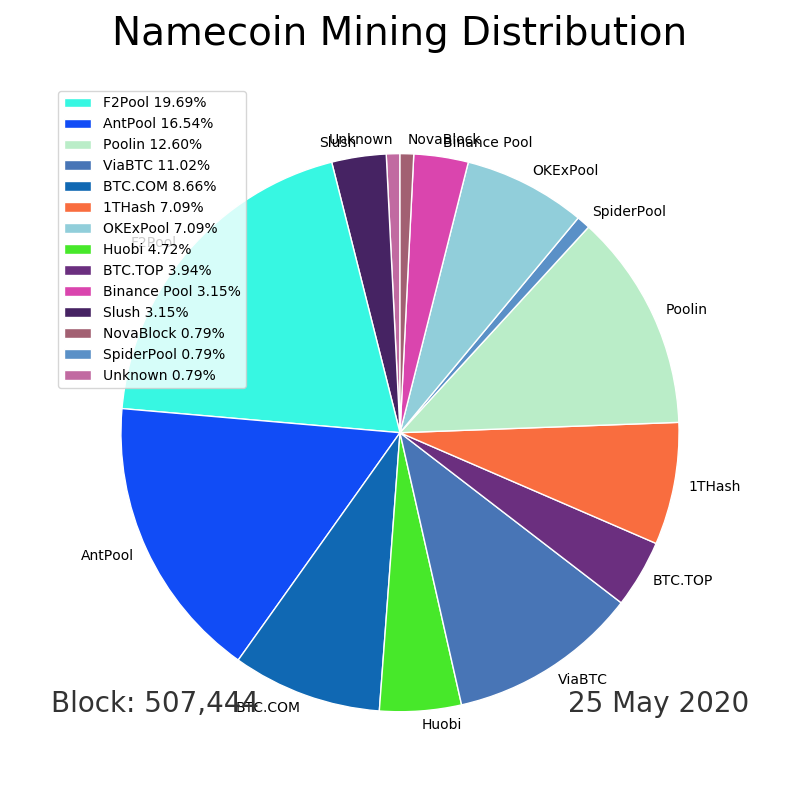 Namecoin Mining Distribution
F2Pool 19.69%
AntPool 16.54%
Poolin 12.60%
ViaBTC 11.02%
BTC.COM 8.66%
1THash 7.09%
OKExPool 7.09%
Huobi 4.72%
BTC.TOP 3.94%
Binance Pool 3.15%
Slush 3.15%
NovaBlock 0.79%
SpiderPool 0.79%
Unknown 0.79%
Unknown
NovaBlock
Slush
Binance Pool
OKExPool
SpiderPool
F2Pool
Poolin
1THash
AntPool
BTC.TOP
ViaBTC
Block: 507,444
BTC.COM
25 May 2020
Huobi